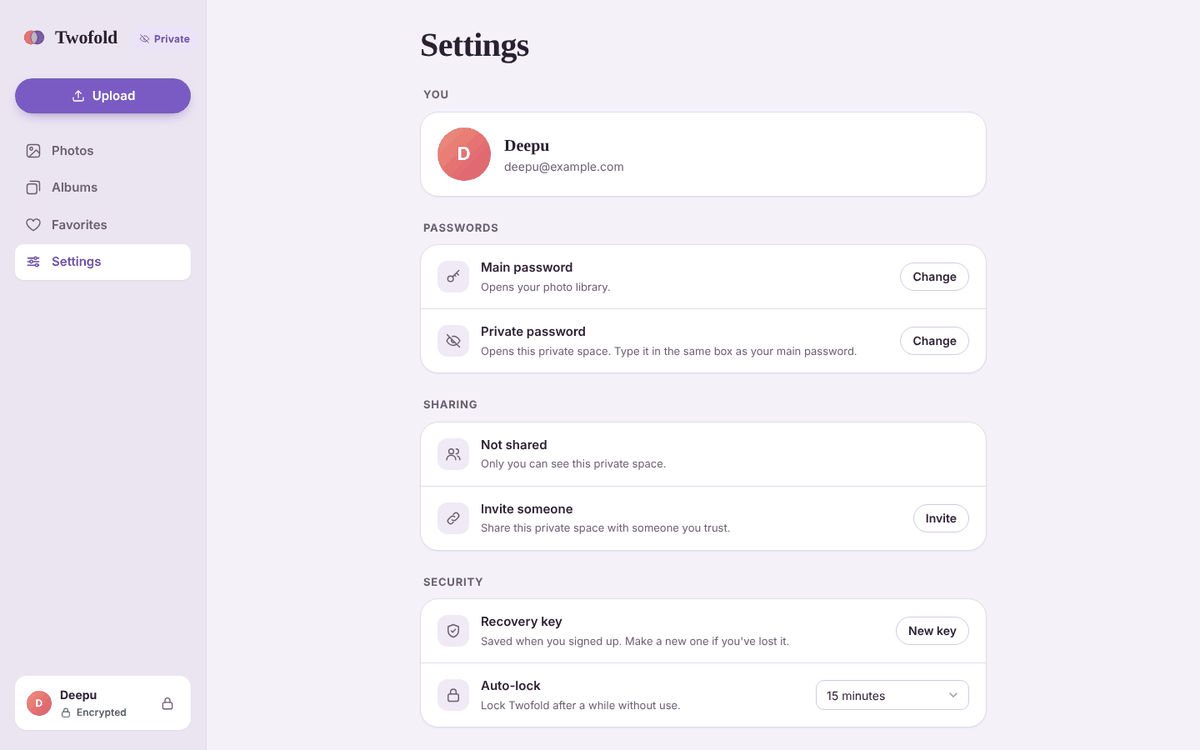 Twofold
Private
Upload
Photos
Albums
Favorites
Settings
D
Deepu
Encrypted
Settings
YOU
D
Deepu
deepu@example.com
PASSWORDS
Main password
Opens your photo library.
Change
Private password
Opens this private space. Type it in the same box as your main password.
Change
SHARING
Not shared
Only you can see this private space.
Invite someone
Share this private space with someone you trust.
Invite
SECURITY
Recovery key
Saved when you signed up. Make a new one if you've lost it.
New key
Auto-lock
Lock Twofold after a while without use.
15 minutes